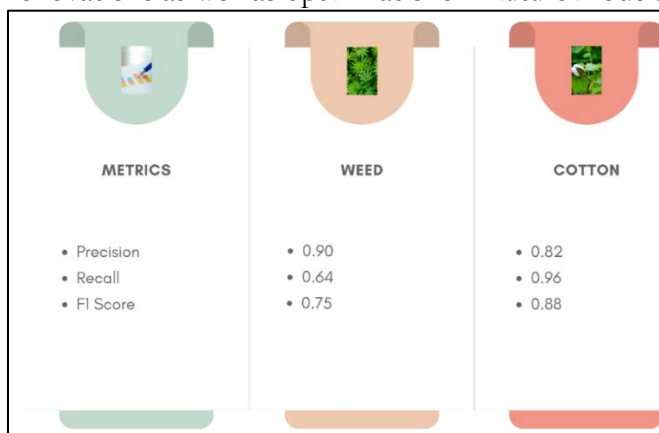 METRICS
WEED
COTTON
• Precision
• Recall
• F1 Score
• 0.90
• 0.64
• 0.75
• 0.82
• 0.96
• 0.88